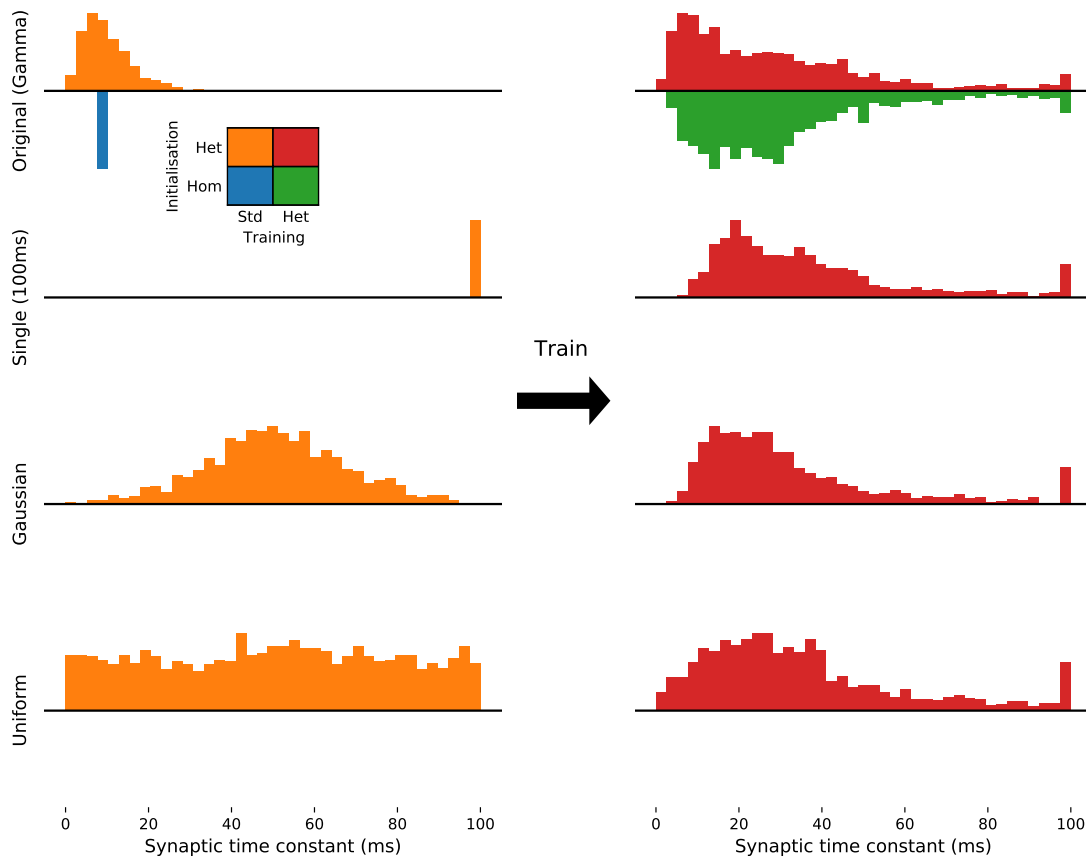 Original (Gamma)
Initialisation
Het
Hom
Std Het
Training
Single (100ms)
Train
Gaussian
Uniform
0 20 40 60 80 100
Synaptic time constant (ms)
0 20 40 60 80 100
Synaptic time constant (ms)